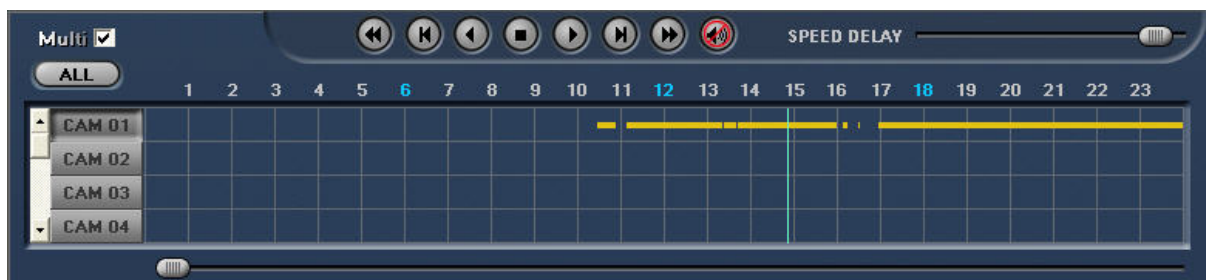 Multi SPEED DELAY
ALL
1 2 3 4 5 6 7 8 9 10 11 12 13 14 15 16 17 18 19 20 21 22 23
CAM 01
CAM 02
CAM 03
CAM 04